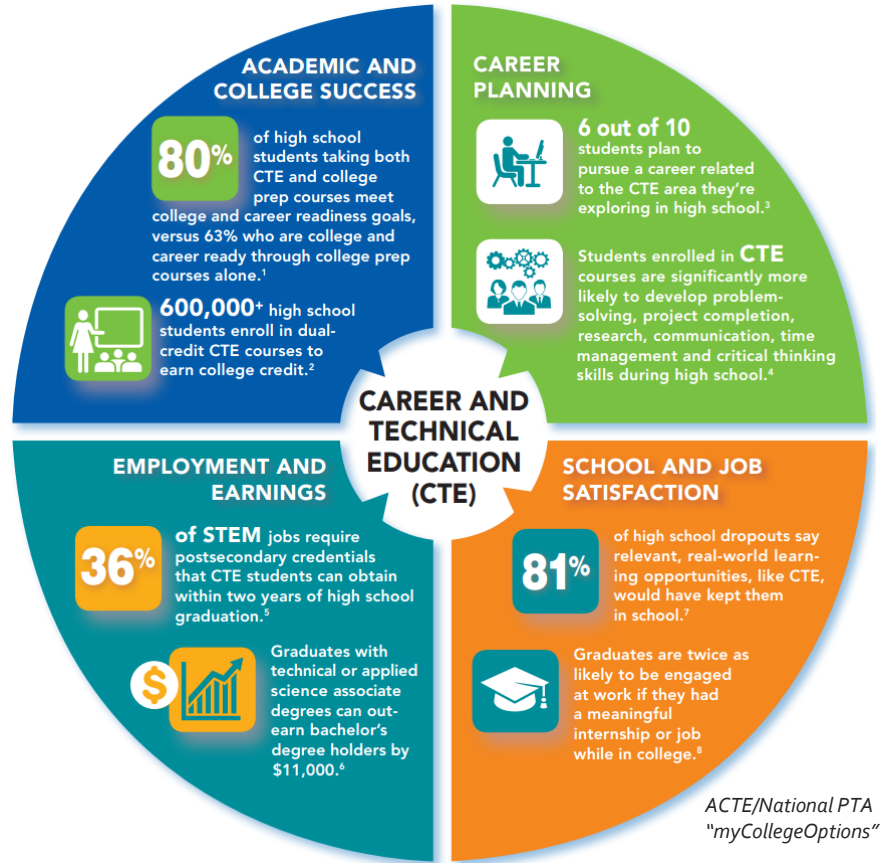 ACADEMIC AND
COLLEGE SUCCESS
80%
of high school
students taking both
CTE and college
prep courses meet
college and career readiness goals,
versus 63% who are college and
career ready through college prep
courses alone.1
600,000+ high school
students enroll in dual-
credit CTE courses to
earn college credit.2
CAREER
PLANNING
6 out of 10
students plan to
pursue a career related
to the CTE area they're
exploring in high school.3
Students enrolled in CTE
courses are significantly more
likely to develop problem-
solving, project completion,
research, communication, time
management and critical thinking
skills during high school.4
CAREER AND
TECHNICAL
EDUCATION
(CTE)
EMPLOYMENT AND
EARNINGS
36%
of STEM jobs require
postsecondary credentials
that CTE students can obtain
within two years of high school
graduation.5
$
Graduates with
technical or applied
science associate
degrees can out-
earn bachelor's
degree holders by
$11,000.6
SCHOOL AND JOB
SATISFACTION
81%
of high school dropouts say
relevant, real-world learn-
ing opportunities, like CTE,
would have kept them
in school.7
Graduates are twice as
likely to be engaged
at work if they had
a meaningful
internship or job
while in college.8
ACTE/National PTA
"myCollegeOptions"